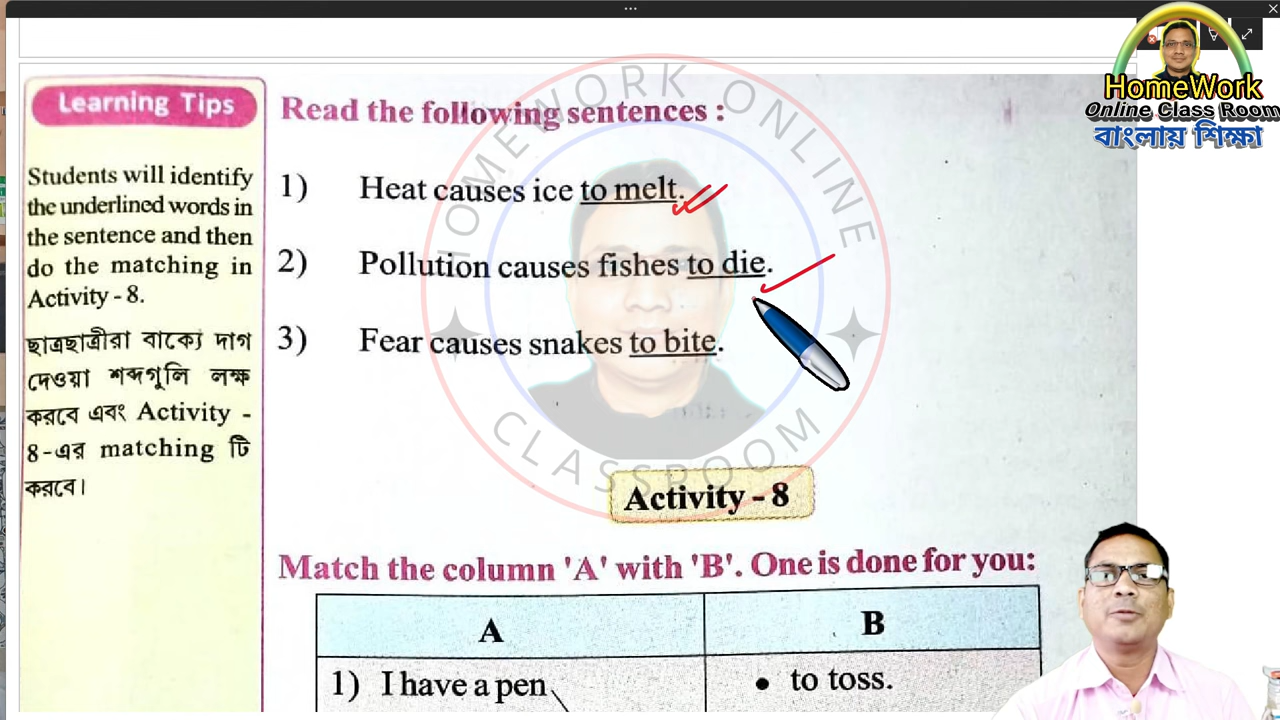 HomeWork
Online Class Room
বাংলায় শিক্ষা
Learning Tips
Students will identify
the underlined words in
the sentence and then
do the matching in
Activity - 8.
ছাত্রছাত্রীরা বাক্যে দাগ
দেওয়া শব্দগুলি লক্ষ
করবে এবং Activity -
8-এর matching টি
করবে।
Read the following sentences :
1) Heat causes ice to melt.
2) Pollution causes fishes to die.
3) Fear causes snakes to bite.
HOMEWORK ONLINE
CLASSROOM
Activity - 8
Match the column 'A' with 'B'. One is done for you:
A B
1) I have a pen • to toss.